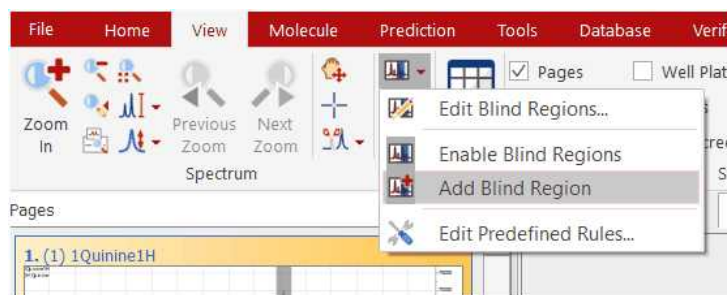 File Home View Molecule Prediction Tools Database Verif
Pages Well Plat
Edit Blind Regions...
Zoom In
Previous Zoom
Next Zoom
Enable Blind Regions
Spectrum
Add Blind Region
Pages
Edit Predefined Rules...
1. (1) 1Quinine1H